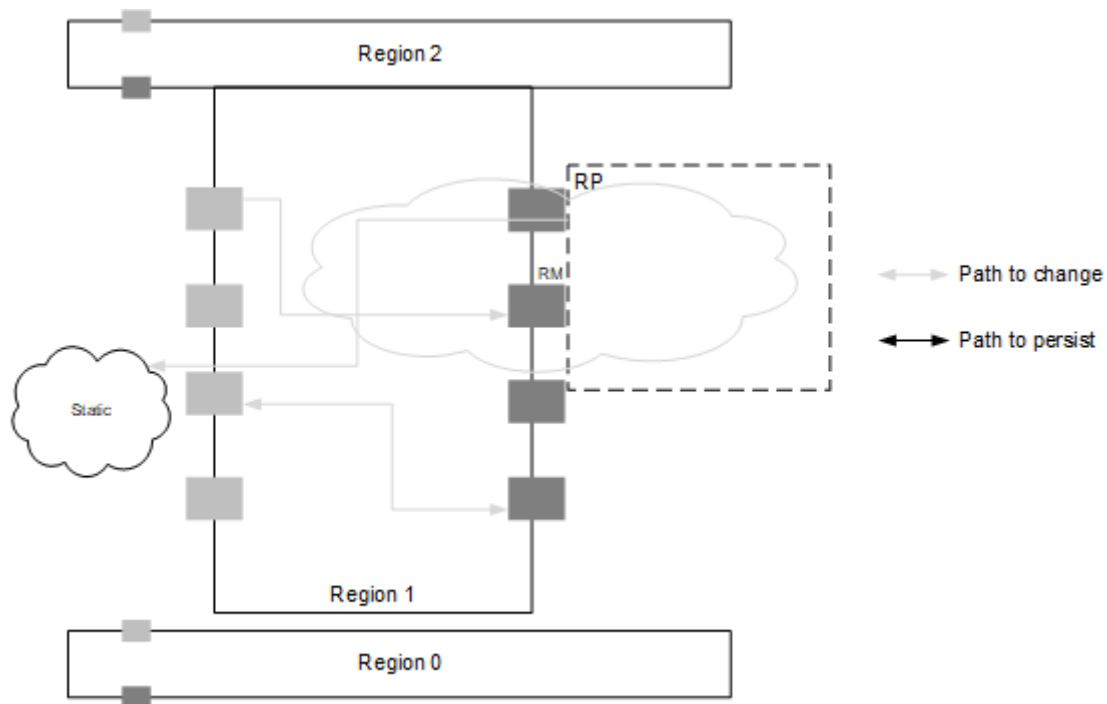 Region 2
RP
RM
Path to change
Path to persist
Static
Region 1
Region 0